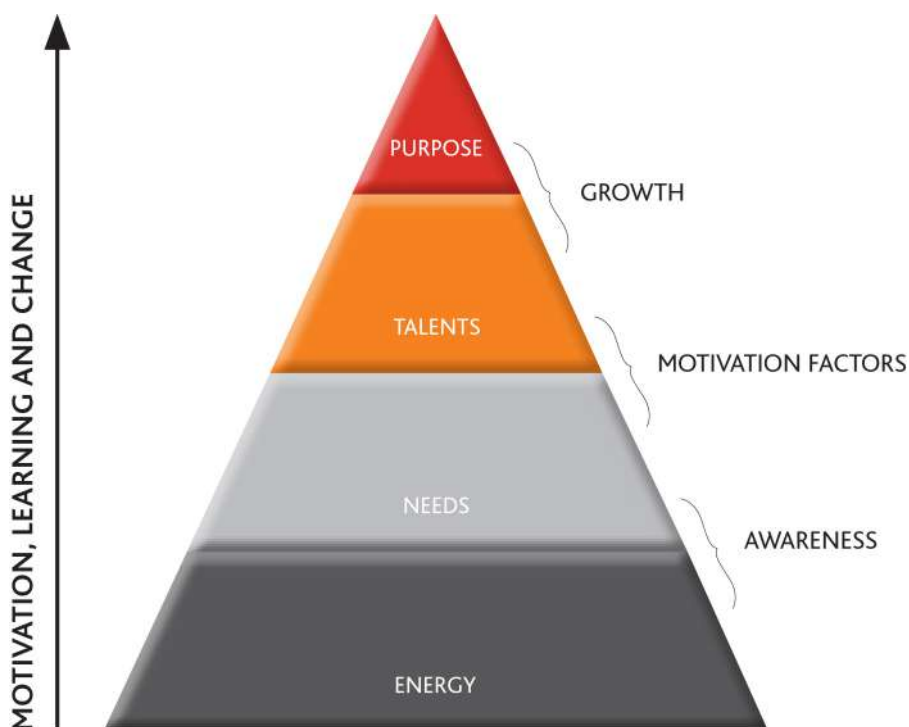 MOTIVATION, LEARNING AND CHANGE
PURPOSE
GROWTH
TALENTS
MOTIVATION FACTORS
NEEDS
AWARENESS
ENERGY